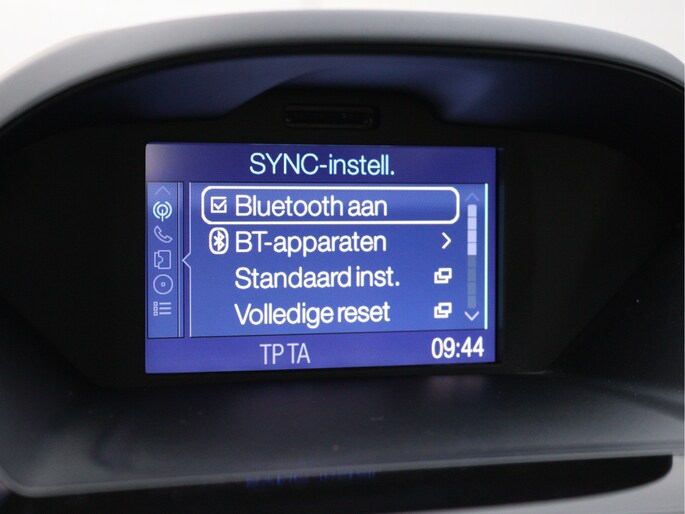 SYNC-instell.
Bluetooth aan
BT-apparaten
Standaard inst.
Volledige reset
TP TA 09:44